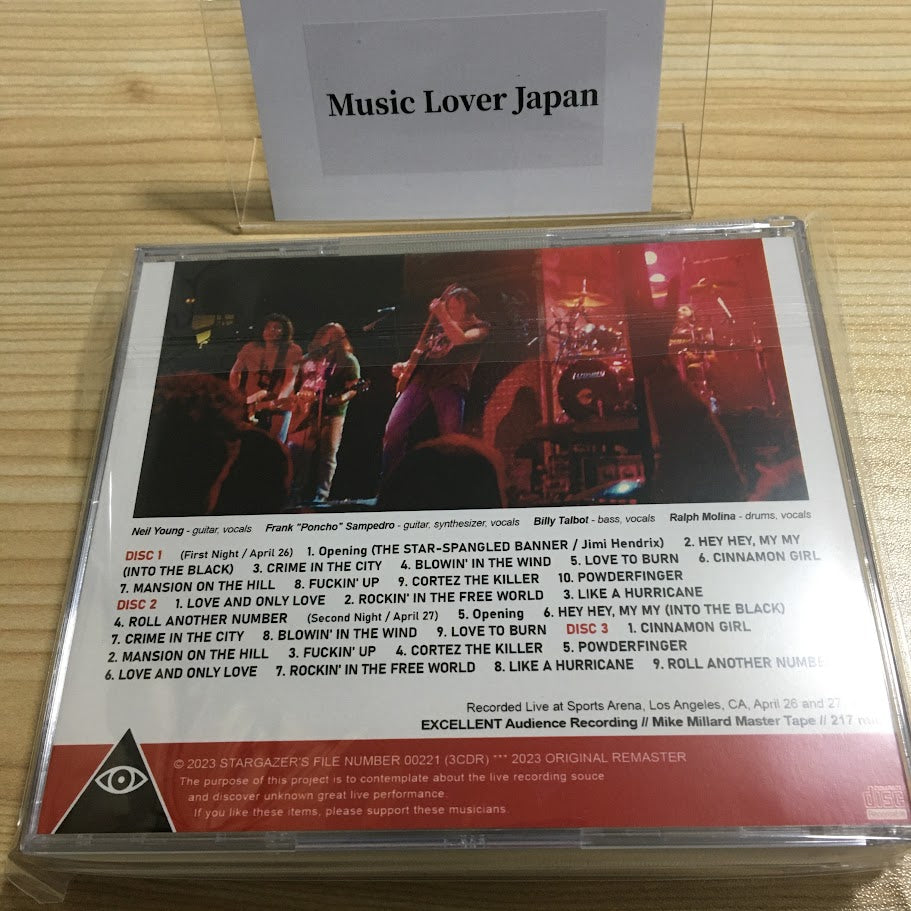 Music Lover Japan
LUDWIG
Neil Young - guitar, vocals Frank "Poncho" Sampedro - guitar, synthesizer, vocals Billy Talbot - bass, vocals Ralph Molina - drums, vocals
DISC 1 (First Night / April 26) 1. Opening (THE STAR-SPANGLED BANNER / Jimi Hendrix) 2. HEY HEY, MY MY
(INTO THE BLACK) 3. CRIME IN THE CITY 4. BLOWIN' IN THE WIND 5. LOVE TO BURN 6. CINNAMON GIRL
7. MANSION ON THE HILL 8. FUCKIN' UP 9. CORTEZ THE KILLER 10. POWDERFINGER
DISC 2 1. LOVE AND ONLY LOVE 2. ROCKIN' IN THE FREE WORLD 3. LIKE A HURRICANE
4. ROLL ANOTHER NUMBER (Second Night / April 27) 5. Opening 6. HEY HEY, MY MY (INTO THE BLACK)
7. CRIME IN THE CITY 8. BLOWIN' IN THE WIND 9. LOVE TO BURN DISC 3 1. CINNAMON GIRL
2. MANSION ON THE HILL 3. FUCKIN' UP 4. CORTEZ THE KILLER 5. POWDERFINGER
6. LOVE AND ONLY LOVE 7. ROCKIN' IN THE FREE WORLD 8. LIKE A HURRICANE 9. ROLL ANOTHER NUMBE
Recorded Live at Sports Arena, Los Angeles, CA, April 26 and 27
EXCELLENT Audience Recording // Mike Millard Master Tape // 217 mi
© 2023 STARGAZER'S FILE NUMBER 00221 (3CDR) *** 2023 ORIGINAL REMASTER
The purpose of this project is to contemplate about the live recording souce
and discover unknown great live performance.
If you like these items, please support these musicians.
disc